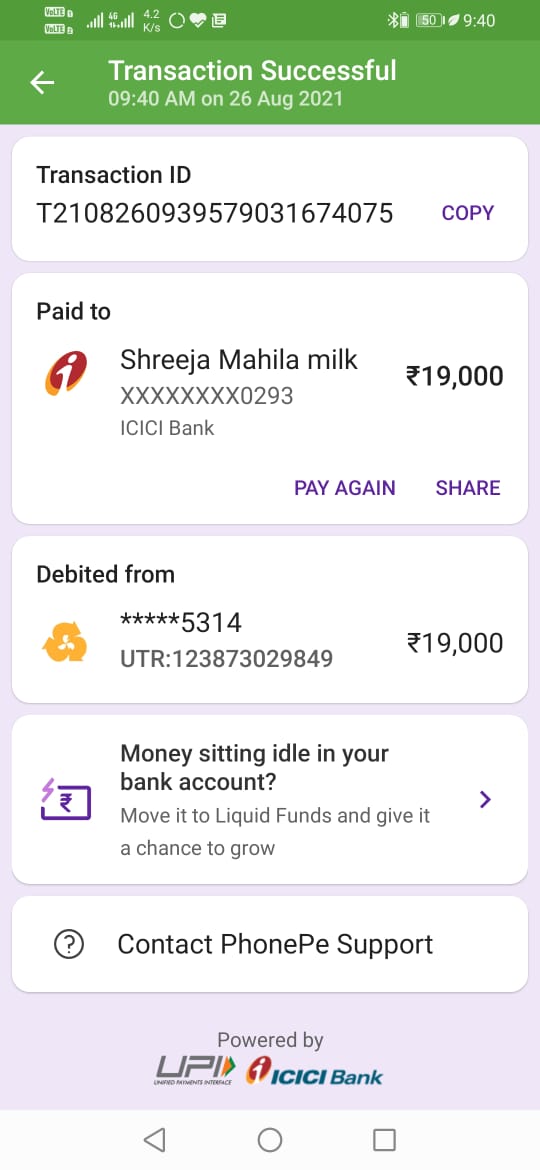 VoLTE 1
VoLTE 2
4G
4.2
K/s
50
9:40
Transaction Successful
09:40 AM on 26 Aug 2021
Transaction ID
T2108260939579031674075 COPY
Paid to
Shreeja Mahila milk
₹19,000
XXXXXXXX0293
ICICI Bank
PAY AGAIN SHARE
Debited from
*****5314
₹19,000
UTR:123873029849
Money sitting idle in your
bank account?
Move it to Liquid Funds and give it
a chance to grow
Contact PhonePe Support
Powered by
UPI
UNIFIED PAYMENTS INTERFACE
ICICI Bank